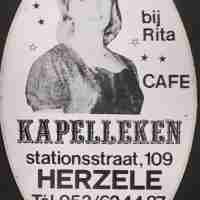 bij
Rita
CAFE
KAPELLEKEN
stationsstraat, 109
HERZELE